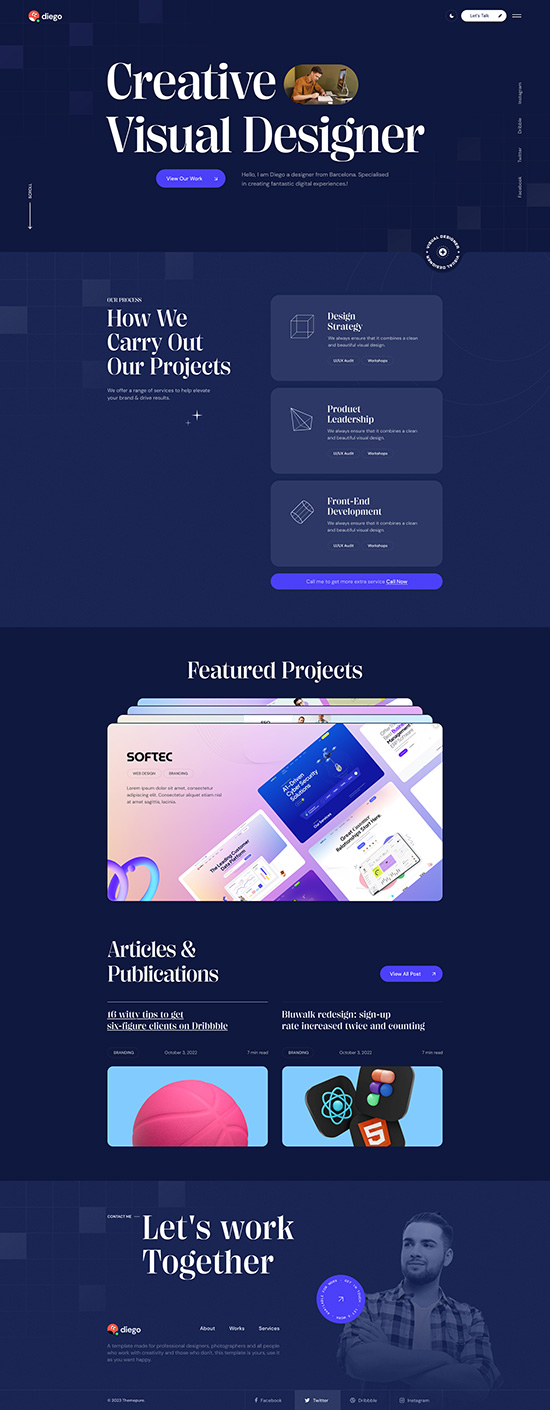 diego
Let's Talk
Creative
Visual Designer
Instagram
Dribble
Twitter
Facebook
View Our Work
Hello, I am Diego a designer from Barcelona. Specialised
in creating fantastic digital experiences.!
VISUAL DESIGNER • VISUAL DESIGNER •
OUR PROCESS
How We
Carry Out
Our Projects
We offer a range of services to help elevate
your brand & drive results.
Design
Strategy
We always ensure that it combines a clean
and beautiful visual design.
UI/UX Audit
Workshops
Product
Leadership
We always ensure that it combines a clean
and beautiful visual design.
UI/UX Audit
Workshops
Front-End
Development
We always ensure that it combines a clean
and beautiful visual design.
UI/UX Audit
Workshops
Call me to get more extra service Call Now
Featured Projects
SOFTEC
WEB DESIGN
BRANDING
Lorem ipsum dolor sit amet, consectetur
adipiscing elit. Consectetur aliquet etiam nisl
at amet sagittis, lacinia.
AI-Driven
Cyber Security
Solutions
Our Services
The Leading Customer
Data Platform
Great Customer
Relationships Start Here
Management
Articles &
Publications
View All Post
16 witty tips to get
six-figure clients on Dribbble
Bluwalk redesign: sign-up
rate increased twice and counting
BRANDING
October 3, 2022
7 min read
BRANDING
October 3, 2022
7 min read
CONTACT ME
Let's work
Together
diego
About
Works
Services
A template made for professional designers, photographers and all people
who work with creativity and those who don't, this template is yours, use it
as you want happy.
© 2023 Themepure
Facebook
Twitter
Dribbble
Instagram